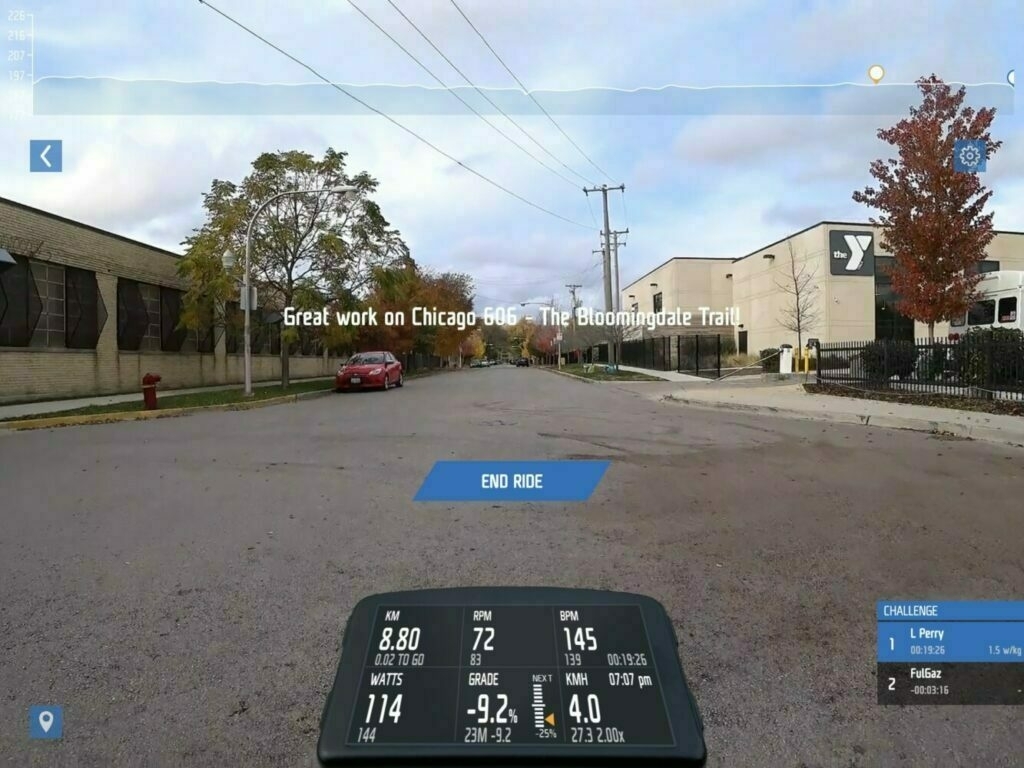 226
216
207
197
the Y
Great work on Chicago 606 - The Bloomingdale Trail!
END RIDE
KM RPM BPM
8.80 72 145
0.02 TO GO 83 139 00:19:26
WATTS GRADE NEXT KMH 07:07 pm
114 -9.2% 4.0
144 23M -9.2 -25% 27.3 2.00x
CHALLENGE
1 L Perry
00:19:26 1.5 w/kg
2 FulGaz
-00:03:16